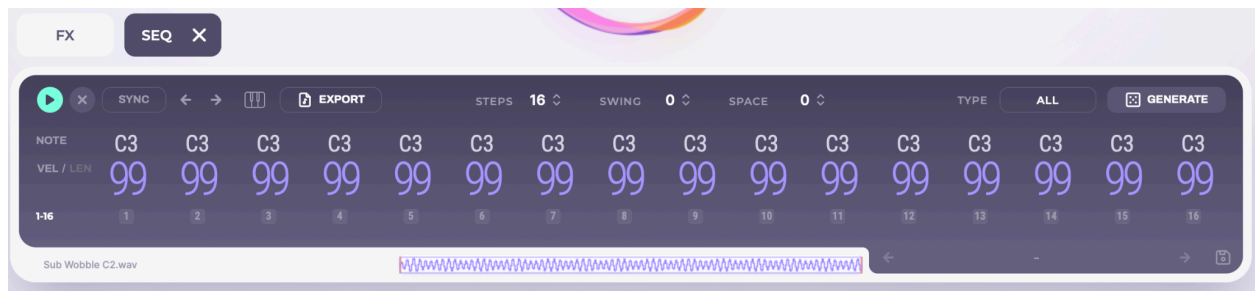 FX SEQ
SYNC EXPORT STEPS 16 SWING 0 SPACE 0 TYPE ALL GENERATE
NOTE C3 C3 C3 C3 C3 C3 C3 C3 C3 C3 C3 C3 C3 C3 C3 C3
VEL / LEN 99 99 99 99 99 99 99 99 99 99 99 99 99 99 99 99
1-16 1 2 3 4 5 6 7 8 9 10 11 12 13 14 15 16
Sub Wobble C2.wav -